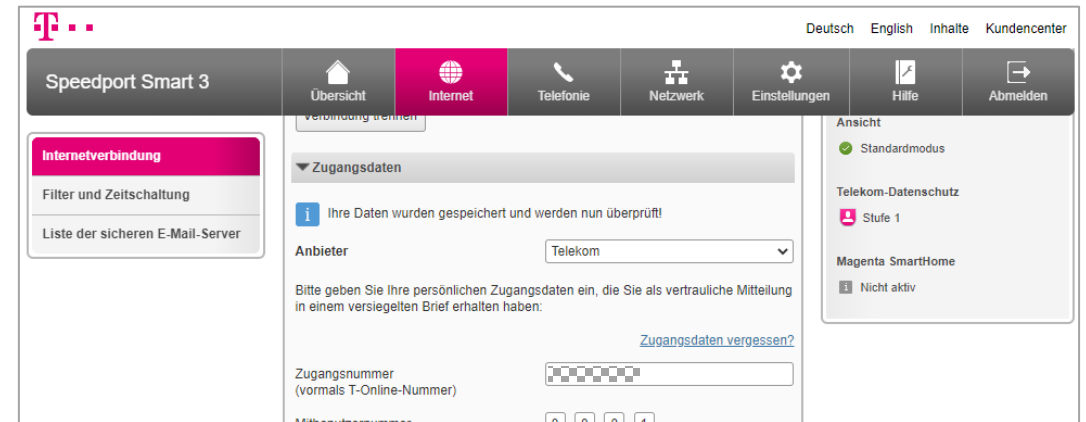 T
Deutsch English Inhalte Kundencenter
Speedport Smart 3
Übersicht
Internet
Telefonie
Netzwerk
Einstellungen
Hilfe
Abmelden
Internetverbindung
Filter und Zeitschaltung
Liste der sicheren E-Mail-Server
Verbindung trennen
Zugangsdaten
i Ihre Daten wurden gespeichert und werden nun überprüft!
Anbieter Telekom
Bitte geben Sie Ihre persönlichen Zugangsdaten ein, die Sie als vertrauliche Mitteilung
in einem versiegelten Brief erhalten haben:
Zugangsdaten vergessen?
Zugangsnummer
(vormals T-Online-Nummer)
Mitbenutzernummer
Ansicht
Standardmodus
Telekom-Datenschutz
Stufe 1
Magenta SmartHome
i Nicht aktiv